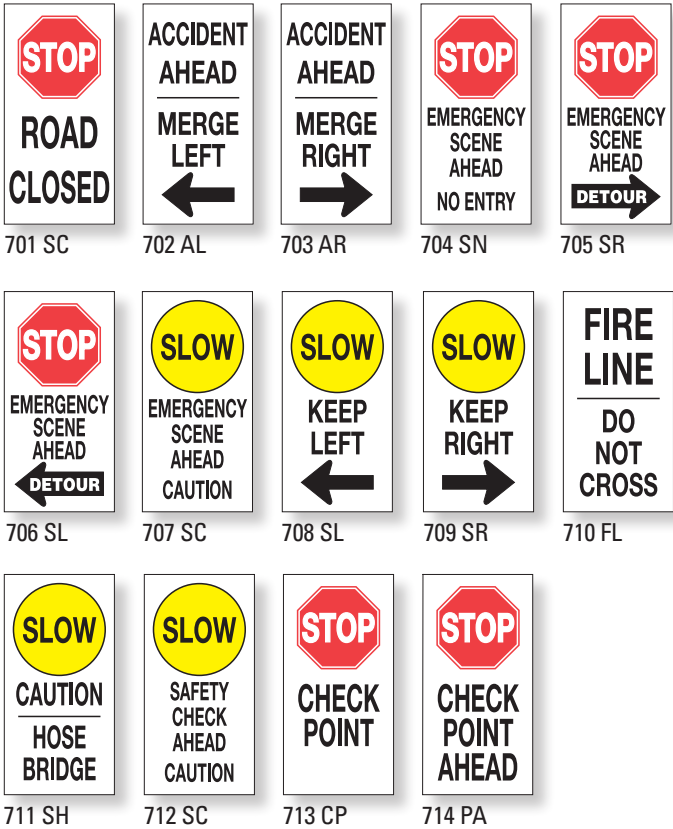 STOP
ROAD
CLOSED
701 SC
ACCIDENT
AHEAD
MERGE
LEFT
702 AL
ACCIDENT
AHEAD
MERGE
RIGHT
703 AR
STOP
EMERGENCY
SCENE
AHEAD
NO ENTRY
704 SN
STOP
EMERGENCY
SCENE
AHEAD
DETOUR
705 SR
STOP
EMERGENCY
SCENE
AHEAD
DETOUR
706 SL
SLOW
EMERGENCY
SCENE
AHEAD
CAUTION
707 SC
SLOW
KEEP
LEFT
708 SL
SLOW
KEEP
RIGHT
709 SR
FIRE
LINE
DO
NOT
CROSS
710 FL
SLOW
CAUTION
HOSE
BRIDGE
711 SH
SLOW
SAFETY
CHECK
AHEAD
CAUTION
712 SC
STOP
CHECK
POINT
713 CP
STOP
CHECK
POINT
AHEAD
714 PA